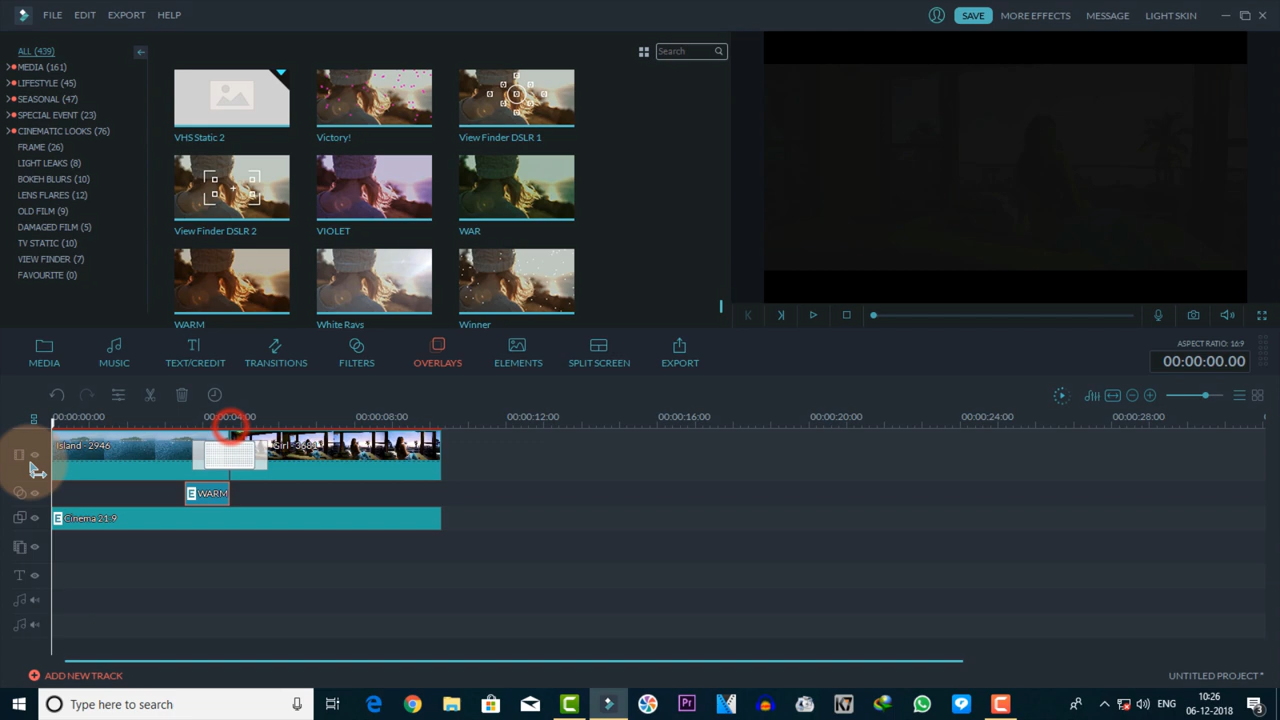 FILE EDIT EXPORT HELP
SAVE MORE EFFECTS MESSAGE LIGHT SKIN
ALL (439)
MEDIA (161)
LIFESTYLE (45)
SEASONAL (47)
SPECIAL EVENT (23)
CINEMATIC LOOKS (76)
FRAME (26)
LIGHT LEAKS (8)
BOKEH BLURS (10)
LENS FLARES (12)
OLD FILM (9)
DAMAGED FILM (5)
TV STATIC (10)
VIEW FINDER (7)
FAVOURITE (0)
Search
VHS Static 2 Victory! View Finder DSLR 1
View Finder DSLR 2 VIOLET WAR
WARM White Rays Winner
MEDIA MUSIC TEXT/CREDIT TRANSITIONS FILTERS OVERLAYS ELEMENTS SPLIT SCREEN EXPORT
ASPECT RATIO: 16:9
00:00:00.00
00:00:00:00 00:00:04:00 00:00:08:00 00:00:12:00 00:00:16:00 00:00:20:00 00:00:24:00 00:00:28:00
Island - 2946
E WARM
E Cinema 21:9
T
ADD NEW TRACK
UNTITLED PROJECT *
Type here to search
Pr
ENG
10:26
06-12-2018
3